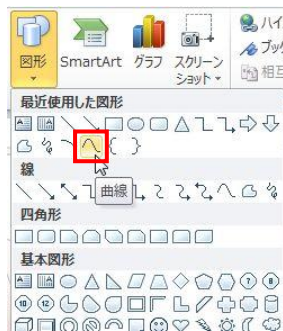 図形
SmartArt
グラフ
スクリーン
ショット
ハイ
ブッ
相互
最近使用した図形
線
曲線
四角形
基本図形